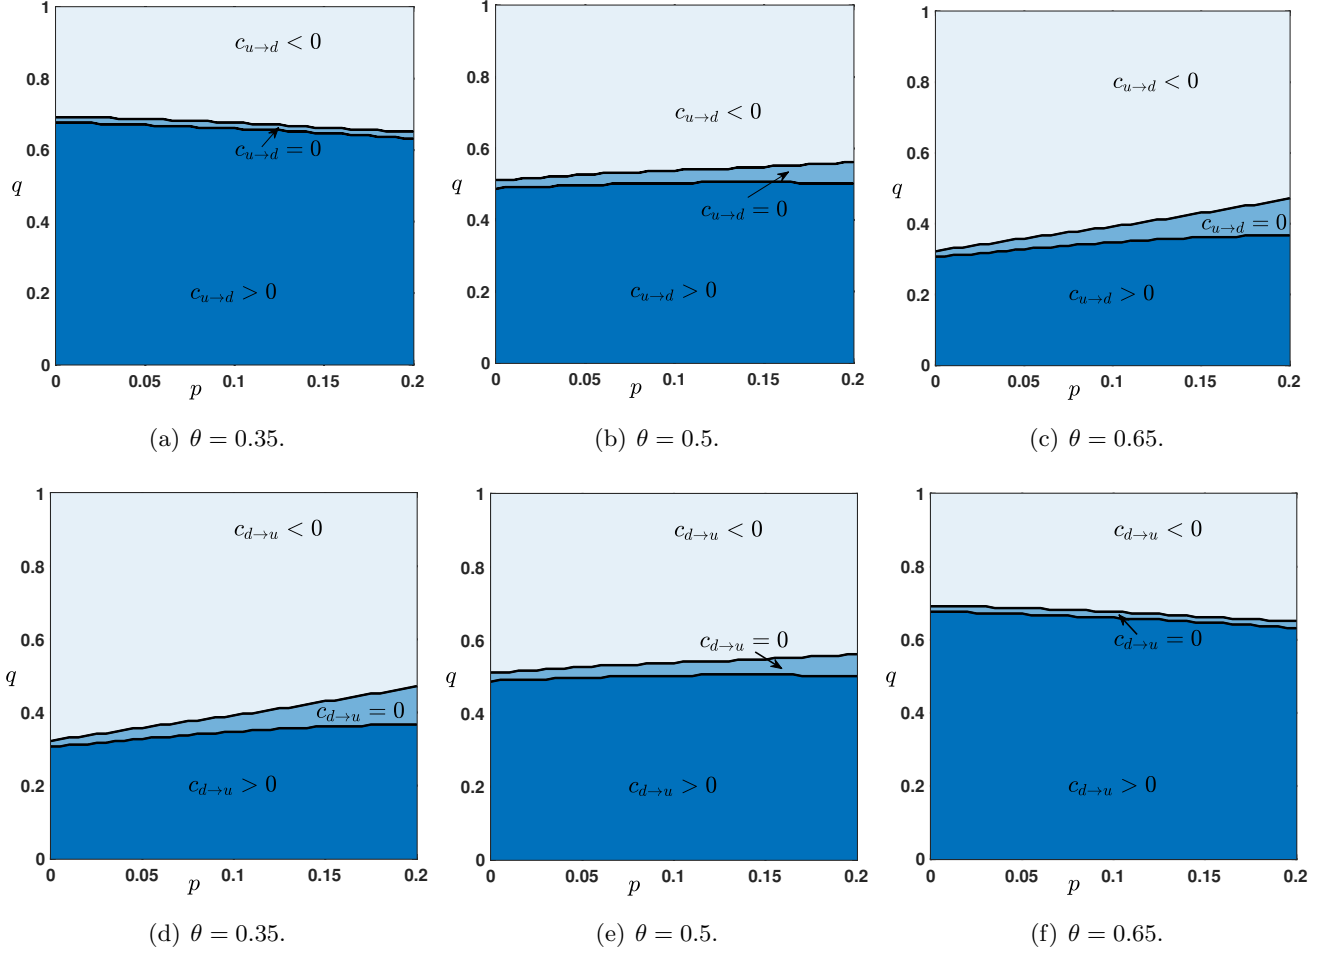 1
0.8
0.6
0.4
0.2
0
q
c_{u→d} < 0
c_{u→d} = 0
c_{u→d} > 0
0 0.05 0.1 0.15 0.2
p
(a) θ = 0.35.
1
0.8
0.6
0.4
0.2
0
q
c_{u→d} < 0
c_{u→d} = 0
c_{u→d} > 0
0 0.05 0.1 0.15 0.2
p
(b) θ = 0.5.
1
0.8
0.6
0.4
0.2
0
q
c_{u→d} < 0
c_{u→d} = 0
c_{u→d} > 0
0 0.05 0.1 0.15 0.2
p
(c) θ = 0.65.
1
0.8
0.6
0.4
0.2
0
q
c_{d→u} < 0
c_{d→u} = 0
c_{d→u} > 0
0 0.05 0.1 0.15 0.2
p
(d) θ = 0.35.
1
0.8
0.6
0.4
0.2
0
q
c_{d→u} < 0
c_{d→u} = 0
c_{d→u} > 0
0 0.05 0.1 0.15 0.2
p
(e) θ = 0.5.
1
0.8
0.6
0.4
0.2
0
q
c_{d→u} < 0
c_{d→u} = 0
c_{d→u} > 0
0 0.05 0.1 0.15 0.2
p
(f) θ = 0.65.